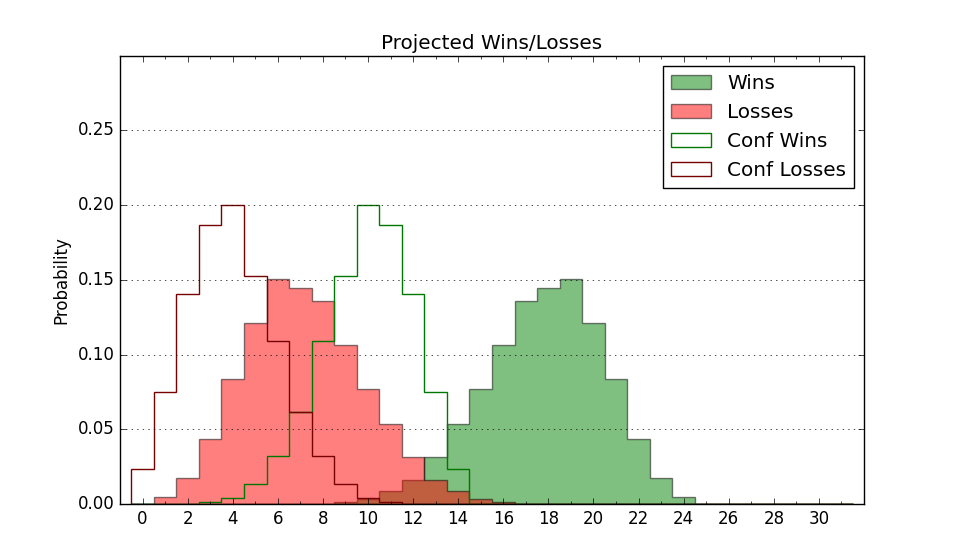 Projected Wins/Losses
Wins
Losses
Conf Wins
Conf Losses
Probability
0.25
0.20
0.15
0.10
0.05
0.00
0 2 4 6 8 10 12 14 16 18 20 22 24 26 28 30